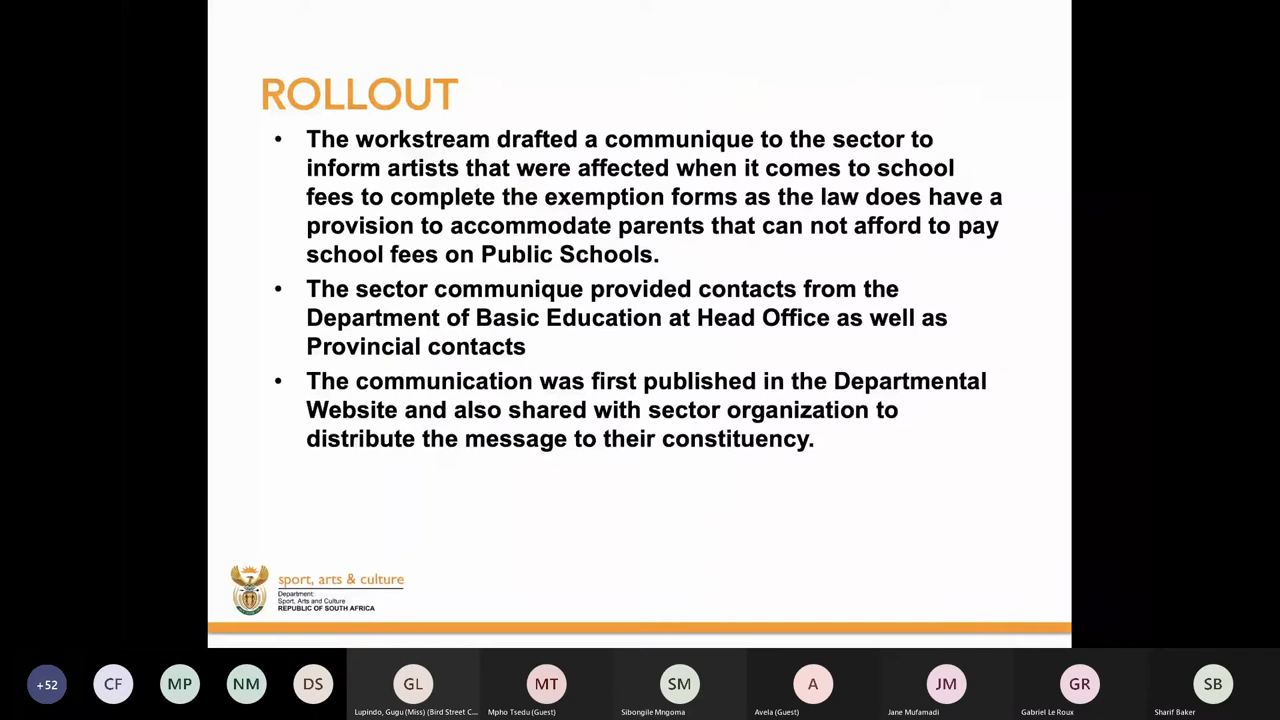 ROLLOUT
• The workstream drafted a communique to the sector to
inform artists that were affected when it comes to school
fees to complete the exemption forms as the law does have a
provision to accommodate parents that can not afford to pay
school fees on Public Schools.
• The sector communique provided contacts from the
Department of Basic Education at Head Office as well as
Provincial contacts
• The communication was first published in the Departmental
Website and also shared with sector organization to
distribute the message to their constituency.
sport, arts & culture
Department:
Sport, Arts and Culture
REPUBLIC OF SOUTH AFRICA
+52 CF MP NM DS GL MT SM A JM GR SB
Lupindo, Gugu (Miss) (Bird Street C... Mpho Tsedu (Guest) Sibongile Mngoma Avela (Guest) Jane Mufamadi Gabriel Le Roux Sharif Baker